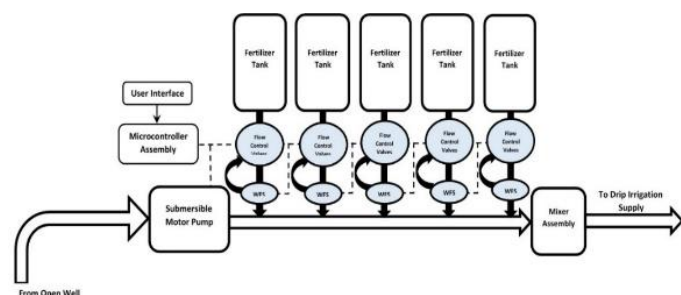 Fertilizer
Tank
Fertilizer
Tank
Fertilizer
Tank
Fertilizer
Tank
Fertilizer
Tank
User Interface
Microcontroller
Assembly
Flow
Control
Valves
Flow
Control
Valves
Flow
Control
Valves
Flow
Control
Valves
Flow
Control
Valves
WFS
WFS
WFS
WFS
WFS
Submersible
Motor Pump
Mixer
Assembly
To Drip Irrigation
Supply
From Open Well